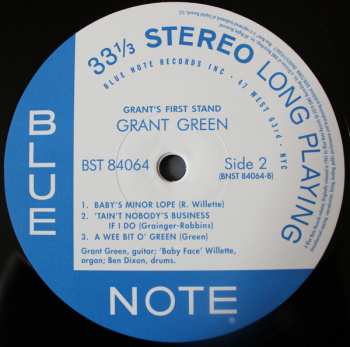 33⅓ STEREO LONG PLAYING
BLUE NOTE RECORDS INC · 47 WEST 63rd · NYC
GRANT'S FIRST STAND
GRANT GREEN
BST 84064
Side 2
(BNST 84064-B)
1. BABY'S MINOR LOPE (R. Willette)
2. 'TAIN'T NOBODY'S BUSINESS
IF I DO (Grainger-Robbins)
3. A WEE BIT O' GREEN (Green)
Grant Green, guitar; 'Baby Face' Willette,
organ; Ben Dixon, drums.
BLUE
NOTE